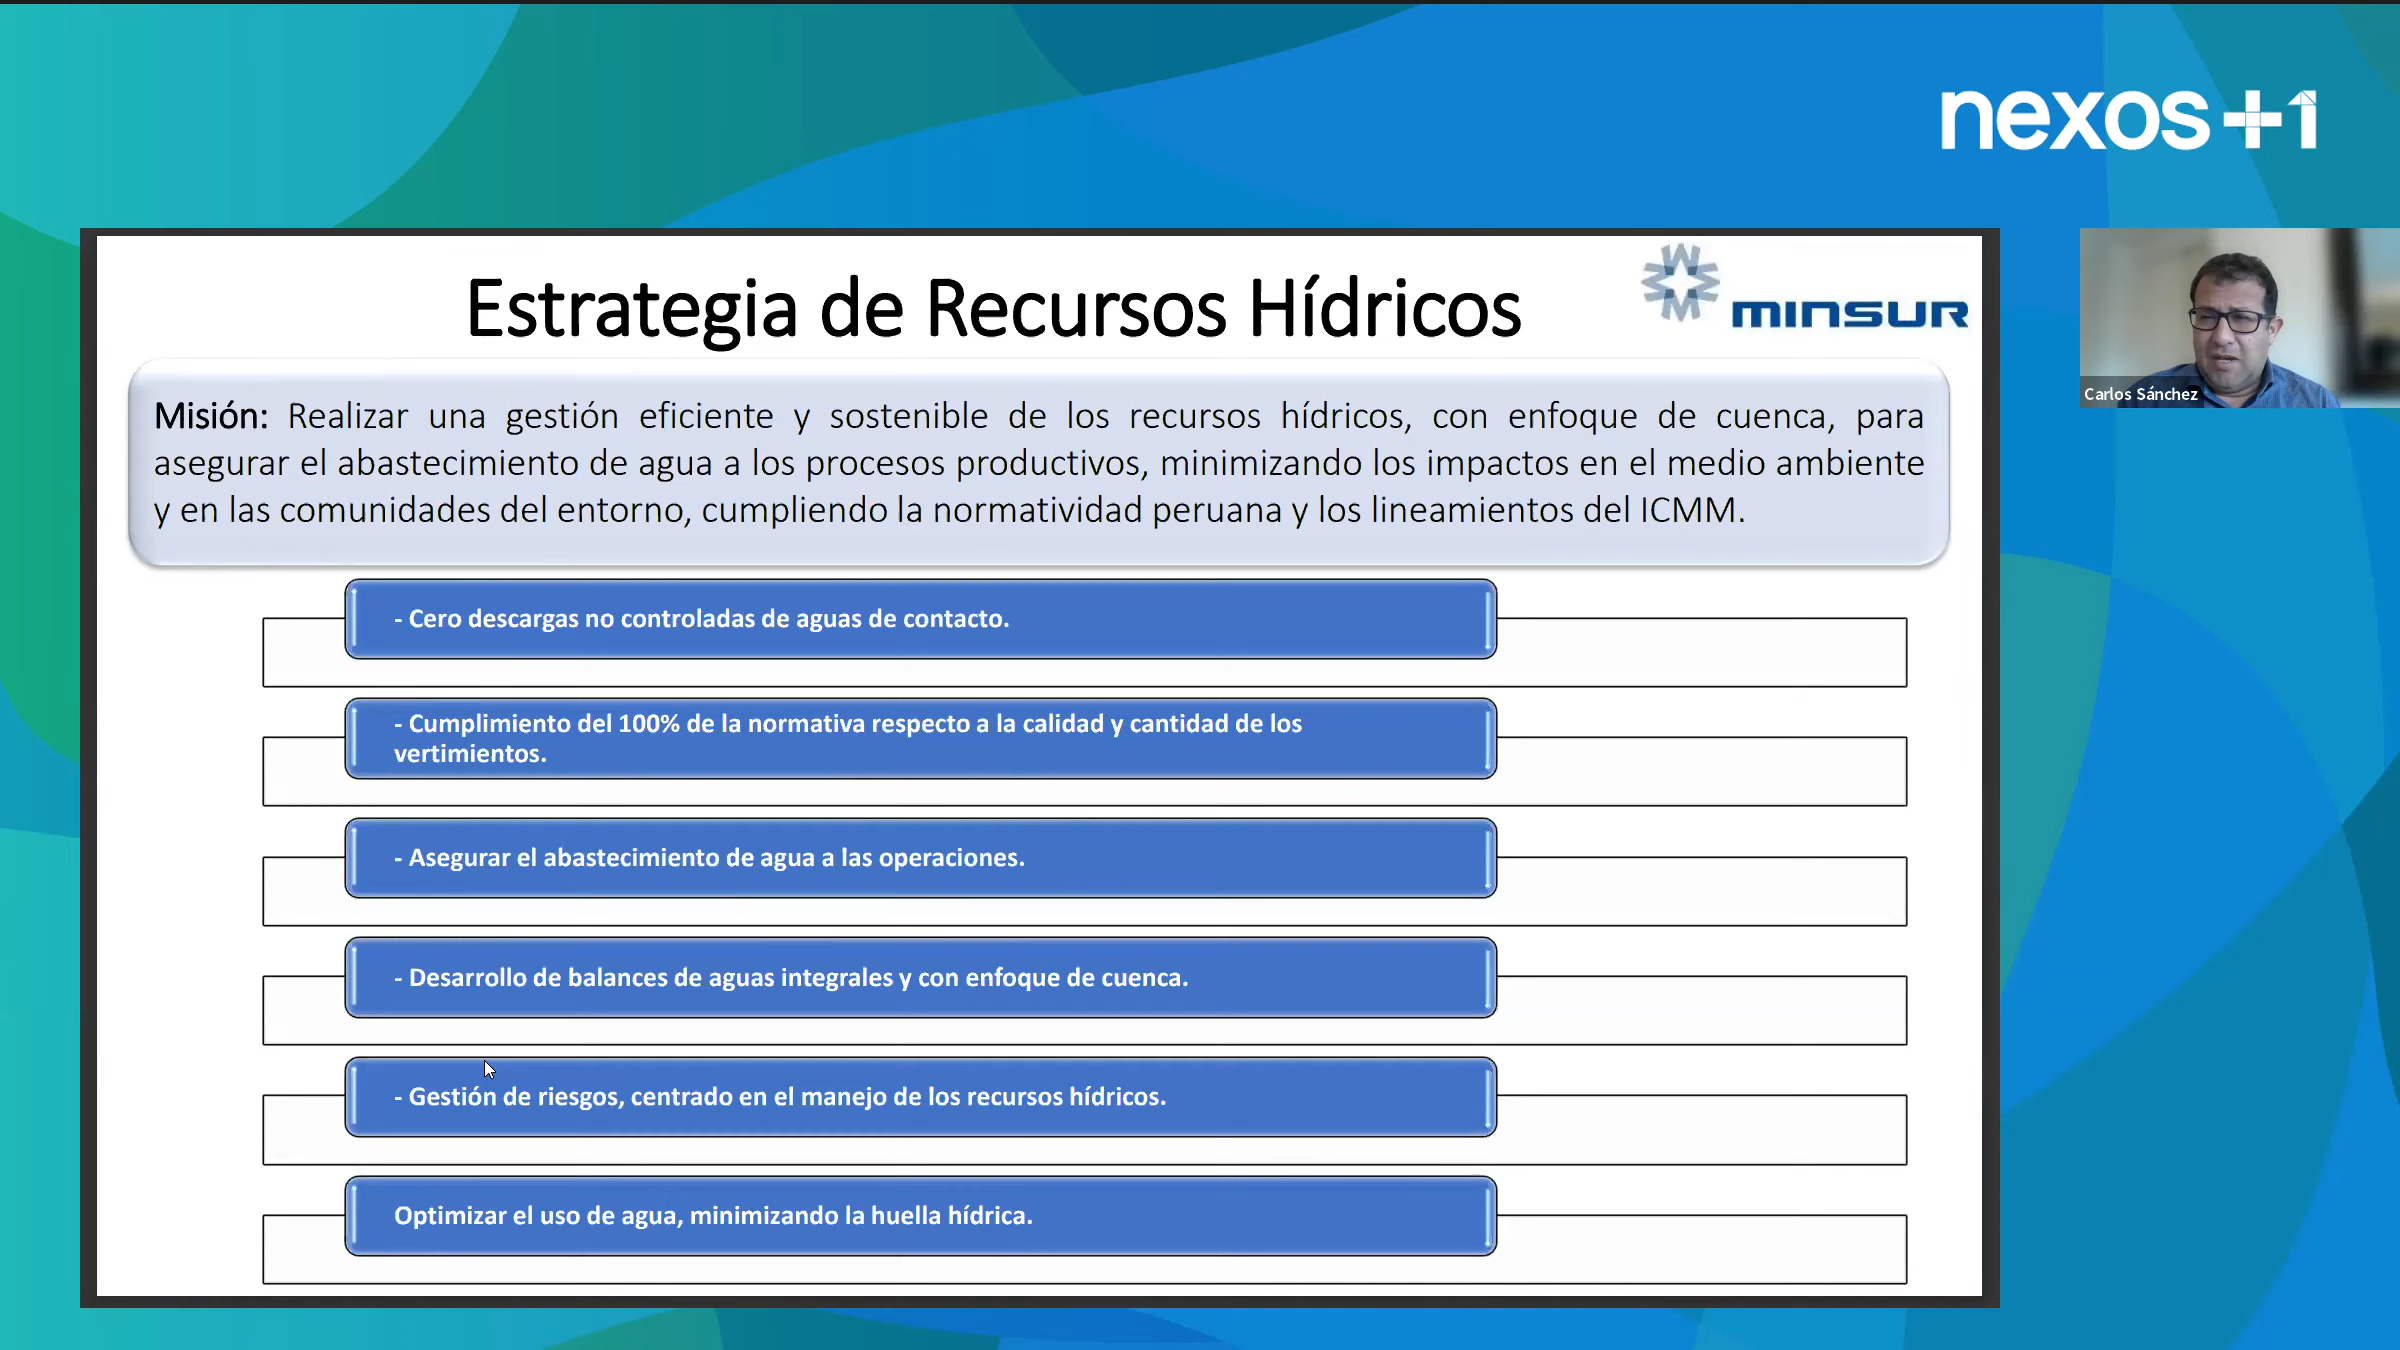 nexos+1
Estrategia de Recursos Hídricos
MINSUR
Misión: Realizar una gestión eficiente y sostenible de los recursos hídricos, con enfoque de cuenca, para
asegurar el abastecimiento de agua a los procesos productivos, minimizando los impactos en el medio ambiente
y en las comunidades del entorno, cumpliendo la normatividad peruana y los lineamientos del ICMM.
Carlos Sánchez
- Cero descargas no controladas de aguas de contacto.
- Cumplimiento del 100% de la normativa respecto a la calidad y cantidad de los
vertimientos.
- Asegurar el abastecimiento de agua a las operaciones.
- Desarrollo de balances de aguas integrales y con enfoque de cuenca.
- Gestión de riesgos, centrado en el manejo de los recursos hídricos.
Optimizar el uso de agua, minimizando la huella hídrica.